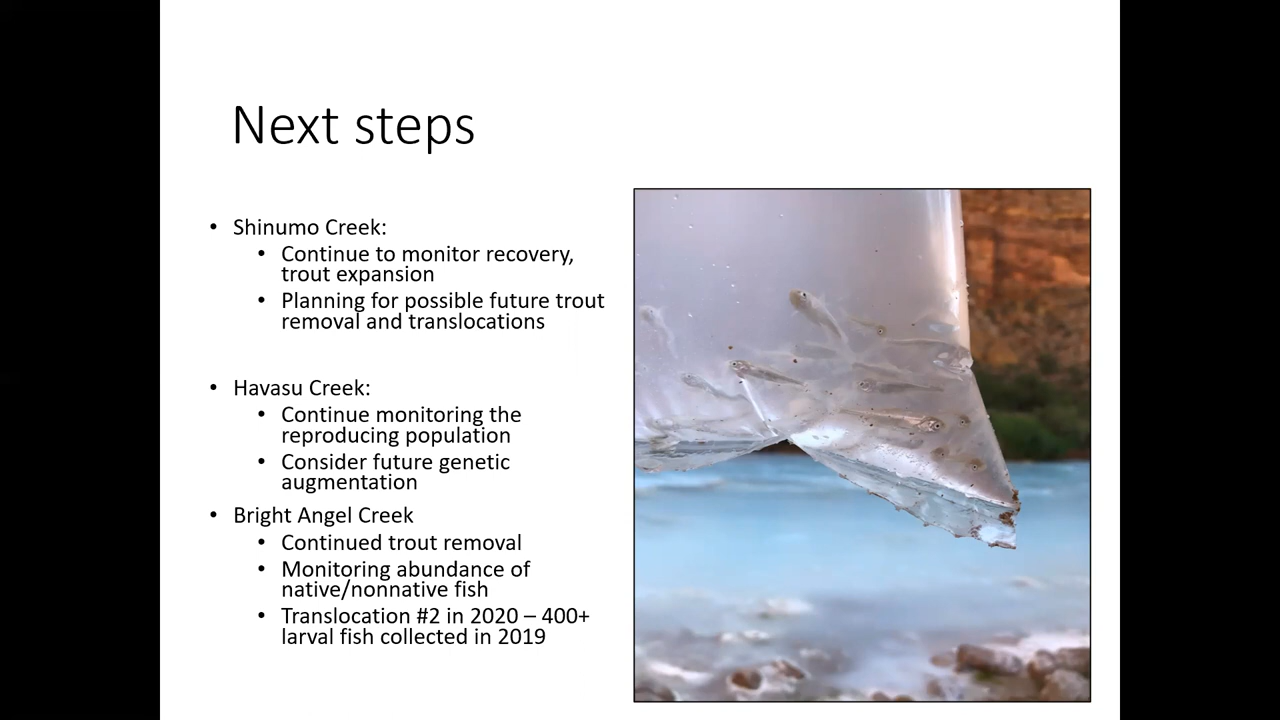 Next steps
• Shinumo Creek:
• Continue to monitor recovery,
trout expansion
• Planning for possible future trout
removal and translocations
• Havasu Creek:
• Continue monitoring the
reproducing population
• Consider future genetic
augmentation
• Bright Angel Creek
• Continued trout removal
• Monitoring abundance of
native/nonnative fish
• Translocation #2 in 2020 – 400+
larval fish collected in 2019